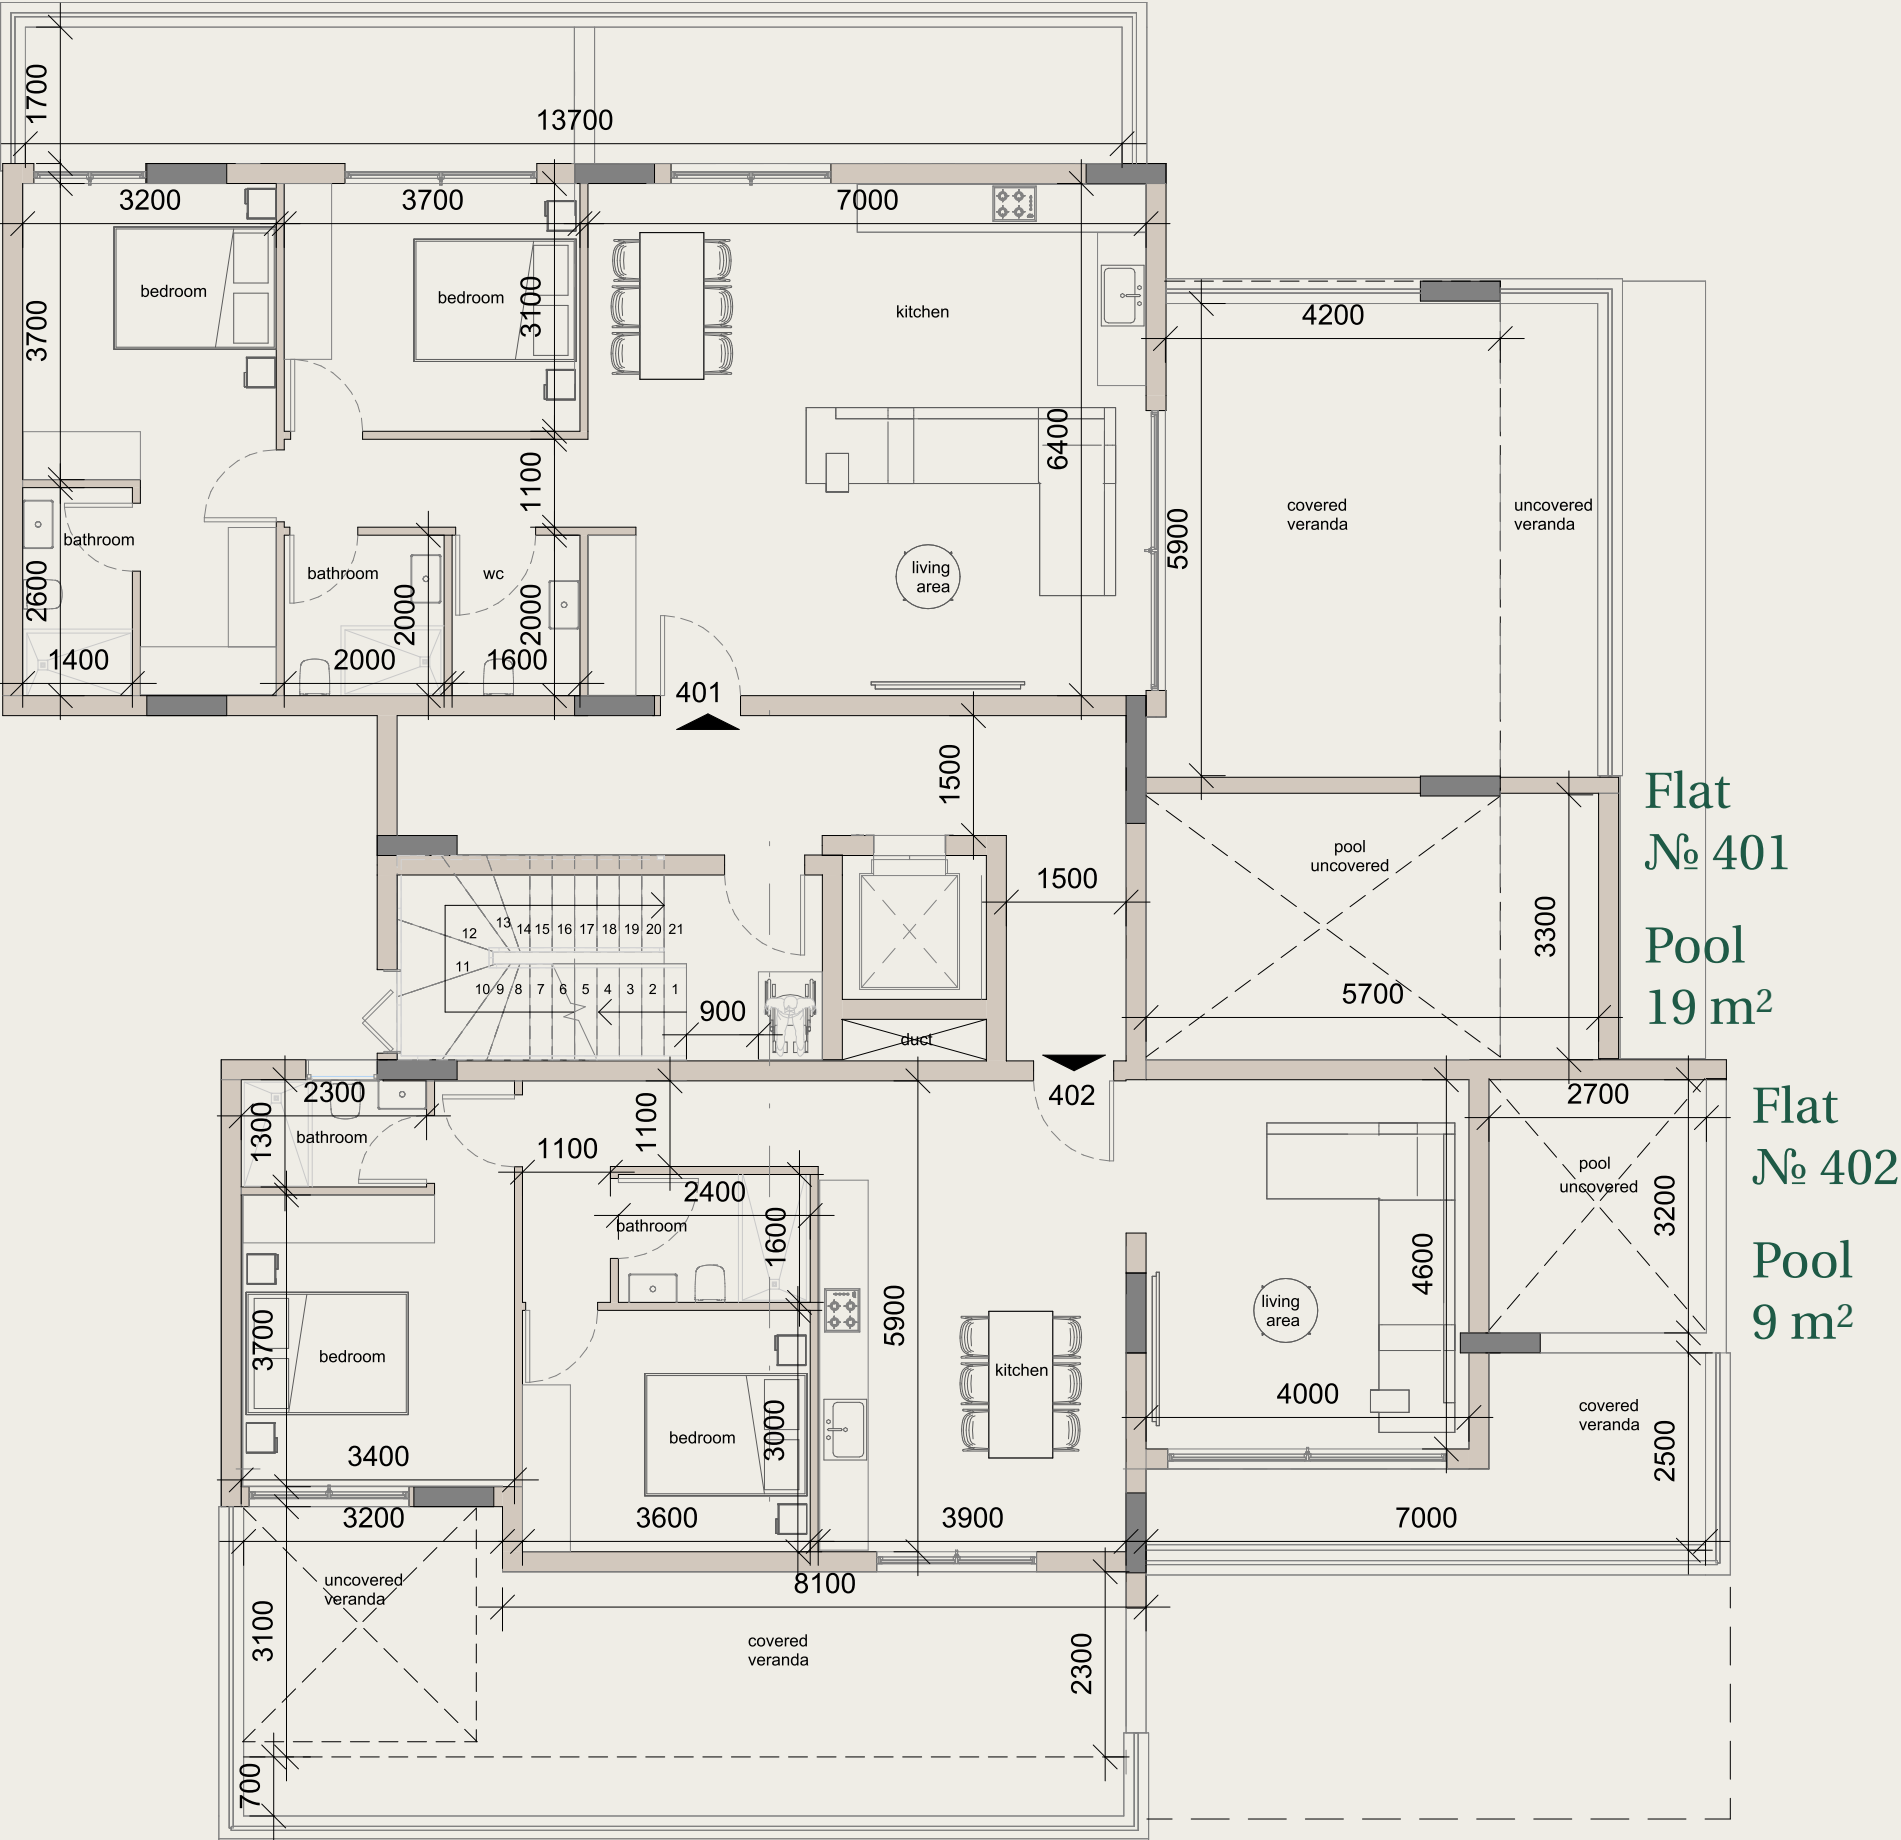 1700
13700
3200
3700
7000
bedroom
bedroom
3100
kitchen
3700
4200
6400
1100
covered
veranda
uncovered
veranda
5900
bathroom
bathroom
wc
living
area
2600
2000
2000
1400
2000
1600
401
1500
Flat
№ 401
Pool
19 m²
pool
uncovered
1500
3300
5700
12
13
14
15
16
17
18
19
20
21
11
10
9
8
7
6
5
4
3
2
1
900
duct
402
2300
1300
bathroom
1100
1100
2400
bathroom
1600
2700
pool
uncovered
3200
Flat
№ 402
Pool
9 m²
4600
5900
living
area
3700
bedroom
kitchen
4000
covered
veranda
bedroom
3000
3400
2500
3200
3600
3900
7000
uncovered
veranda
8100
3100
covered
veranda
2300
700